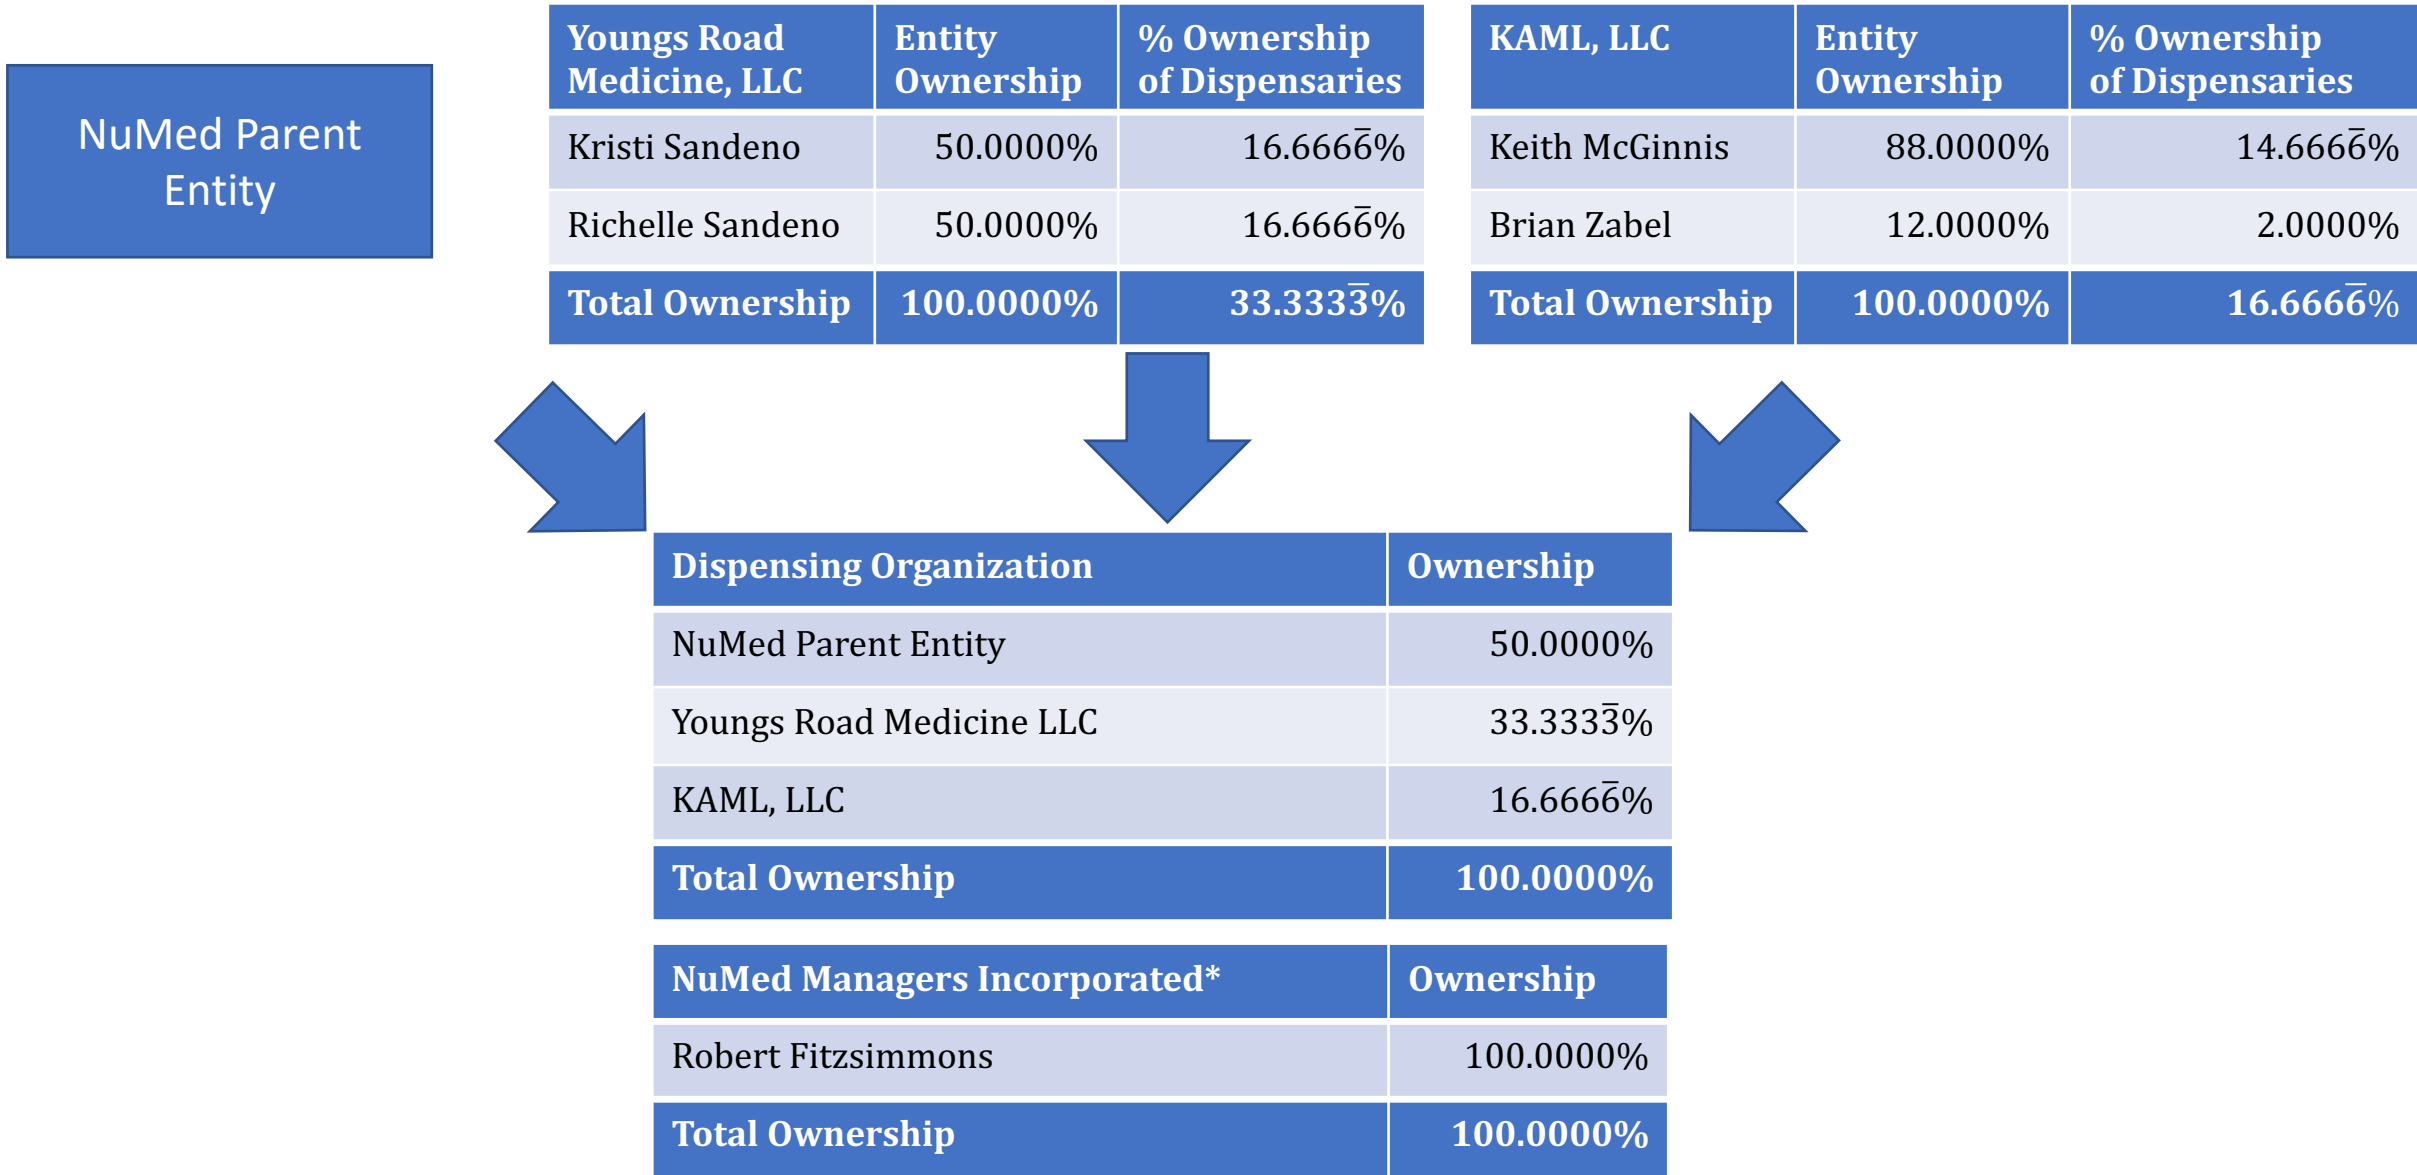 NuMed Parent
Entity
Youngs Road Medicine, LLC Entity Ownership % Ownership of Dispensaries
Kristi Sandeno 50.0000% 16.6666̅%
Richelle Sandeno 50.0000% 16.6666̅%
Total Ownership 100.0000% 33.3333̅%
KAML, LLC Entity Ownership % Ownership of Dispensaries
Keith McGinnis 88.0000% 14.6666̅%
Brian Zabel 12.0000% 2.0000%
Total Ownership 100.0000% 16.6666̅%
Dispensing Organization Ownership
NuMed Parent Entity 50.0000%
Youngs Road Medicine LLC 33.3333̅%
KAML, LLC 16.6666̅%
Total Ownership 100.0000%
NuMed Managers Incorporated* Ownership
Robert Fitzsimmons 100.0000%
Total Ownership 100.0000%